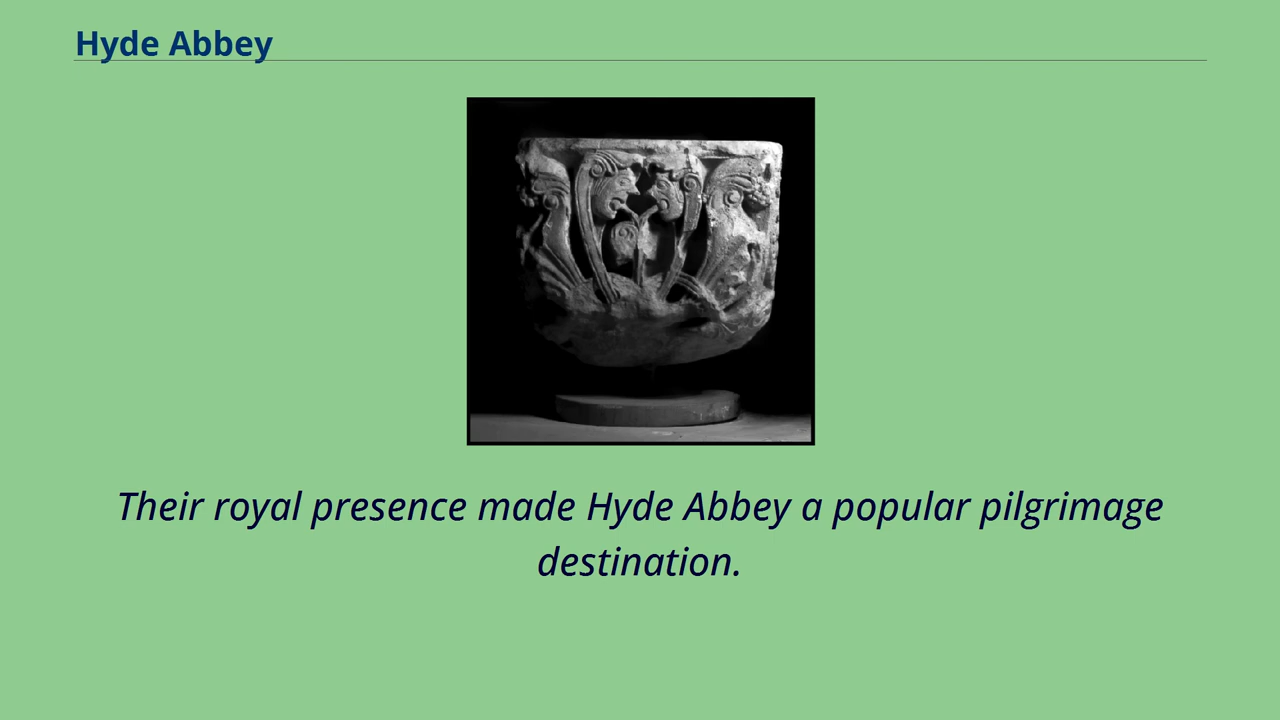 Hyde Abbey
Their royal presence made Hyde Abbey a popular pilgrimage
destination.